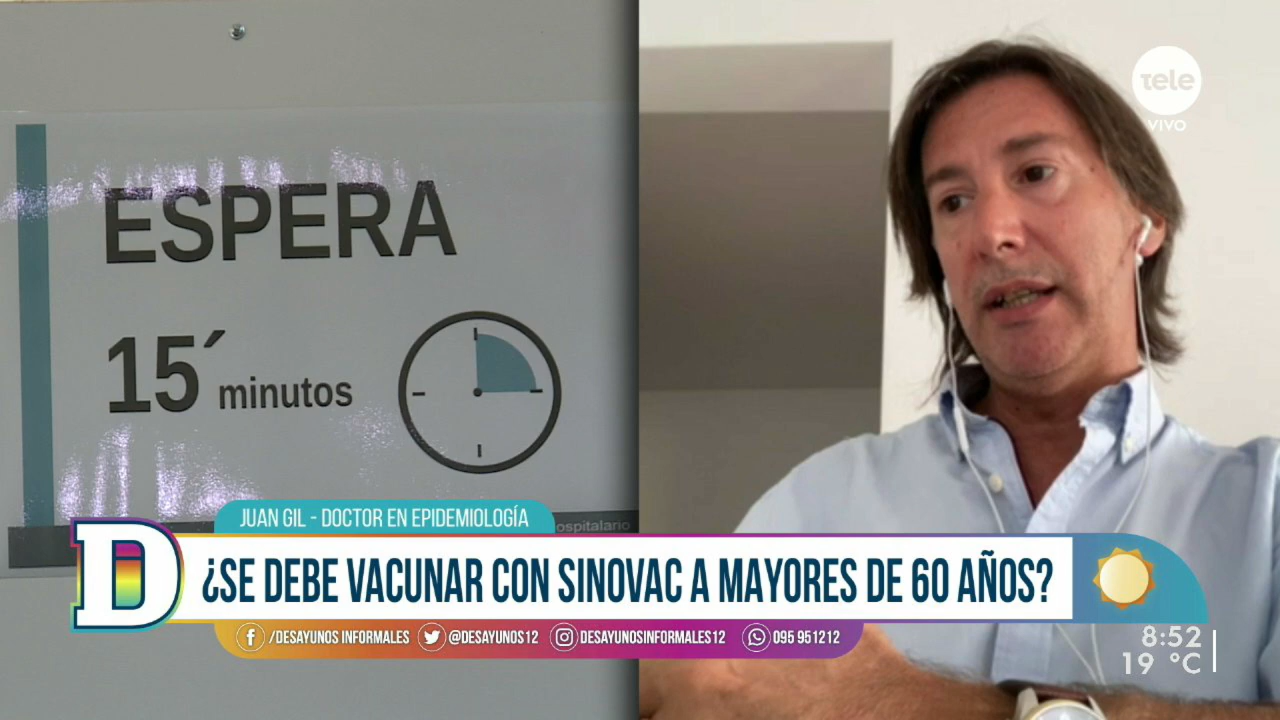 ESPERA
15´ minutos
ospitalario
tele
VIVO
JUAN GIL - DOCTOR EN EPIDEMIOLOGÍA
D
¿SE DEBE VACUNAR CON SINOVAC A MAYORES DE 60 AÑOS?
/DESAYUNOS INFORMALES @DESAYUNOS12 DESAYUNOSINFORMALES12 095 951212
8:52
19 °C